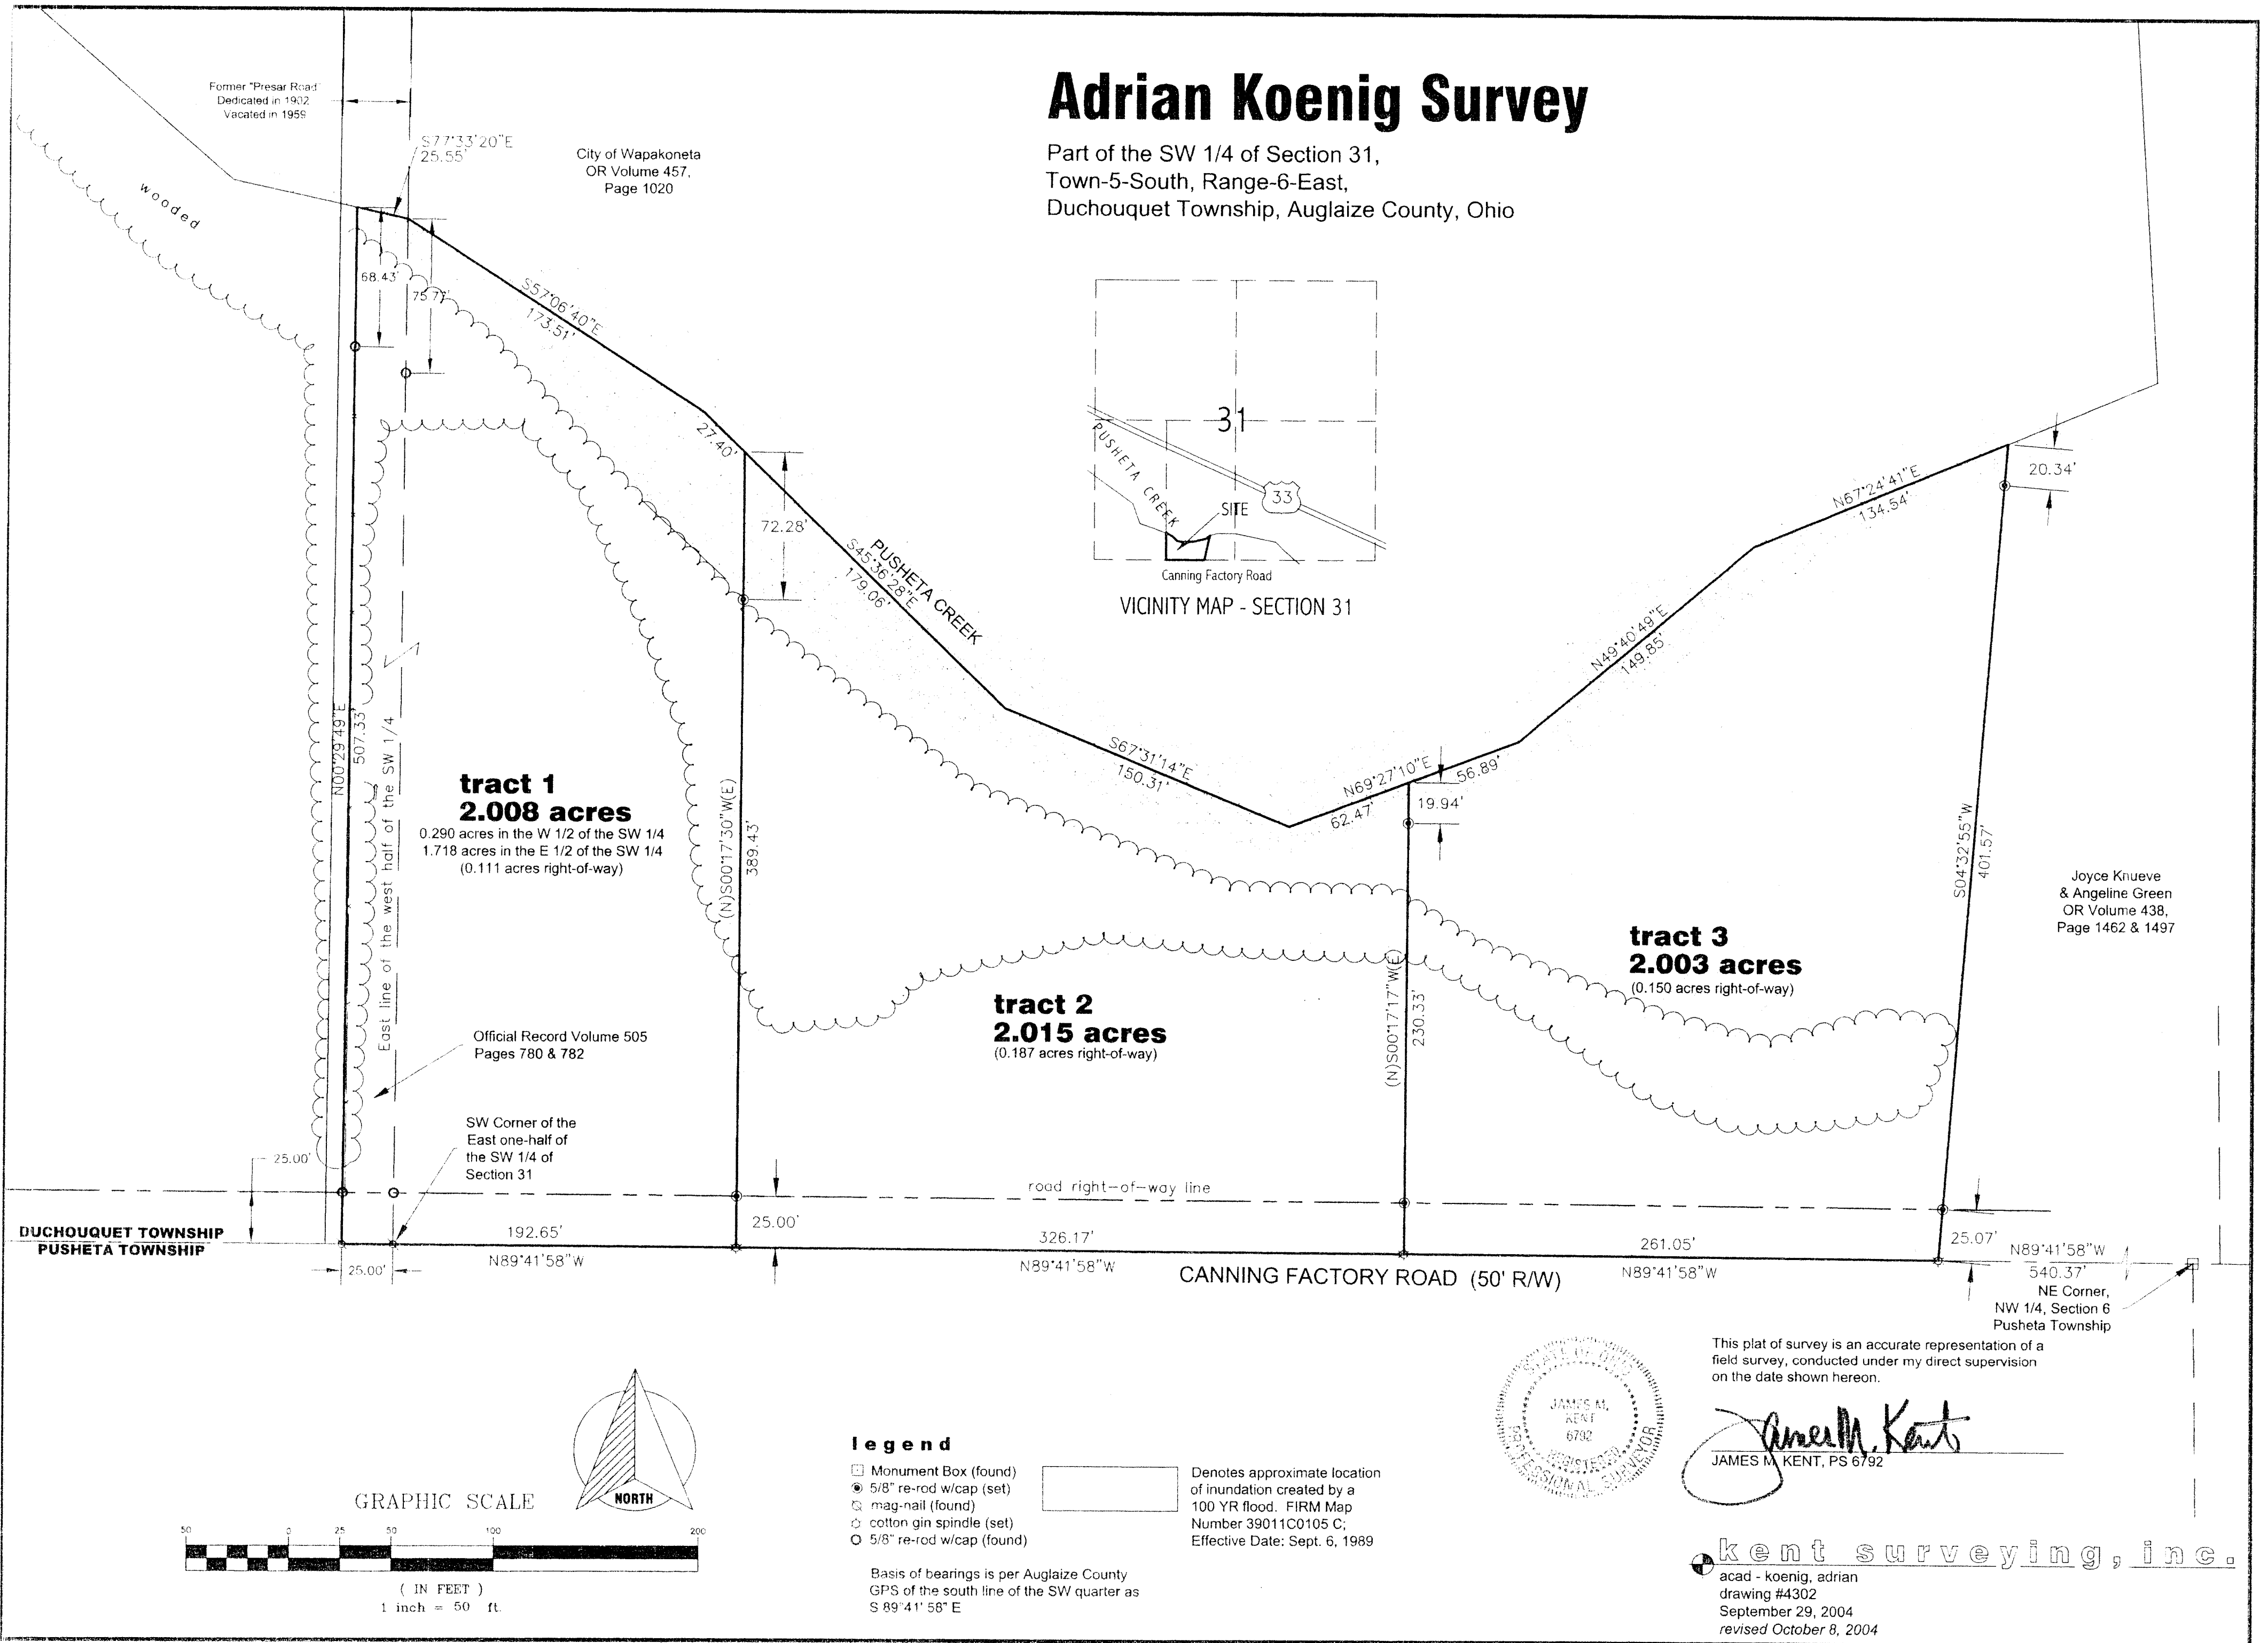 Adrian Koenig Survey
Part of the SW 1/4 of Section 31,
Town-5-South, Range-6-East,
Duchouquet Township, Auglaize County, Ohio
Former "Presar Road"
Dedicated in 1902
Vacated in 1959
S77°33'20"E
25.55'
City of Wapakoneta
OR Volume 457,
Page 1020
wooded
68.43'
75.77'
S57°06'40"E
173.51'
27.40'
72.28'
PUSHETA CREEK
S45°36'28"E
179.06'
31
PUSHETA CREEK
33
SITE
Canning Factory Road
VICINITY MAP - SECTION 31
S67°31'14"E
150.31'
N69°27'10"E
62.47'
56.89'
19.94'
N49°40'49"E
149.85'
N67°24'41"E
134.54'
20.34'
N00°29'49"E
507.33'
East line of the west half of the SW 1/4
tract 1
2.008 acres
0.290 acres in the W 1/2 of the SW 1/4
1.718 acres in the E 1/2 of the SW 1/4
(0.111 acres right-of-way)
(N)S00°17'30"W(E)
389.43'
tract 2
2.015 acres
(0.187 acres right-of-way)
(N)S00°17'17"W(E)
230.33'
tract 3
2.003 acres
(0.150 acres right-of-way)
S04°32'55"W
401.57'
Joyce Knueve
& Angeline Green
OR Volume 438,
Page 1462 & 1497
Official Record Volume 505
Pages 780 & 782
SW Corner of the
East one-half of
the SW 1/4 of
Section 31
25.00'
road right-of-way line
DUCHOUQUET TOWNSHIP
PUSHETA TOWNSHIP
25.00'
192.65'
N89°41'58"W
25.00'
326.17'
N89°41'58"W
CANNING FACTORY ROAD (50' R/W)
261.05'
N89°41'58"W
25.07'
N89°41'58"W
540.37'
NE Corner,
NW 1/4, Section 6
Pusheta Township
This plat of survey is an accurate representation of a
field survey, conducted under my direct supervision
on the date shown hereon.
STATE OF OHIO
JAMES M.
KENT
6792
REGISTERED
PROFESSIONAL SURVEYOR
James M. Kent
JAMES M. KENT, PS 6792
GRAPHIC SCALE
50 0 25 50 100 200
( IN FEET )
1 inch = 50 ft.
NORTH
legend
Monument Box (found)
5/8" re-rod w/cap (set)
mag-nail (found)
cotton gin spindle (set)
5/8" re-rod w/cap (found)
Denotes approximate location
of inundation created by a
100 YR flood. FIRM Map
Number 39011C0105 C;
Effective Date: Sept. 6, 1989
Basis of bearings is per Auglaize County
GPS of the south line of the SW quarter as
S 89°41' 58" E
kent surveying, inc.
acad - koenig, adrian
drawing #4302
September 29, 2004
revised October 8, 2004